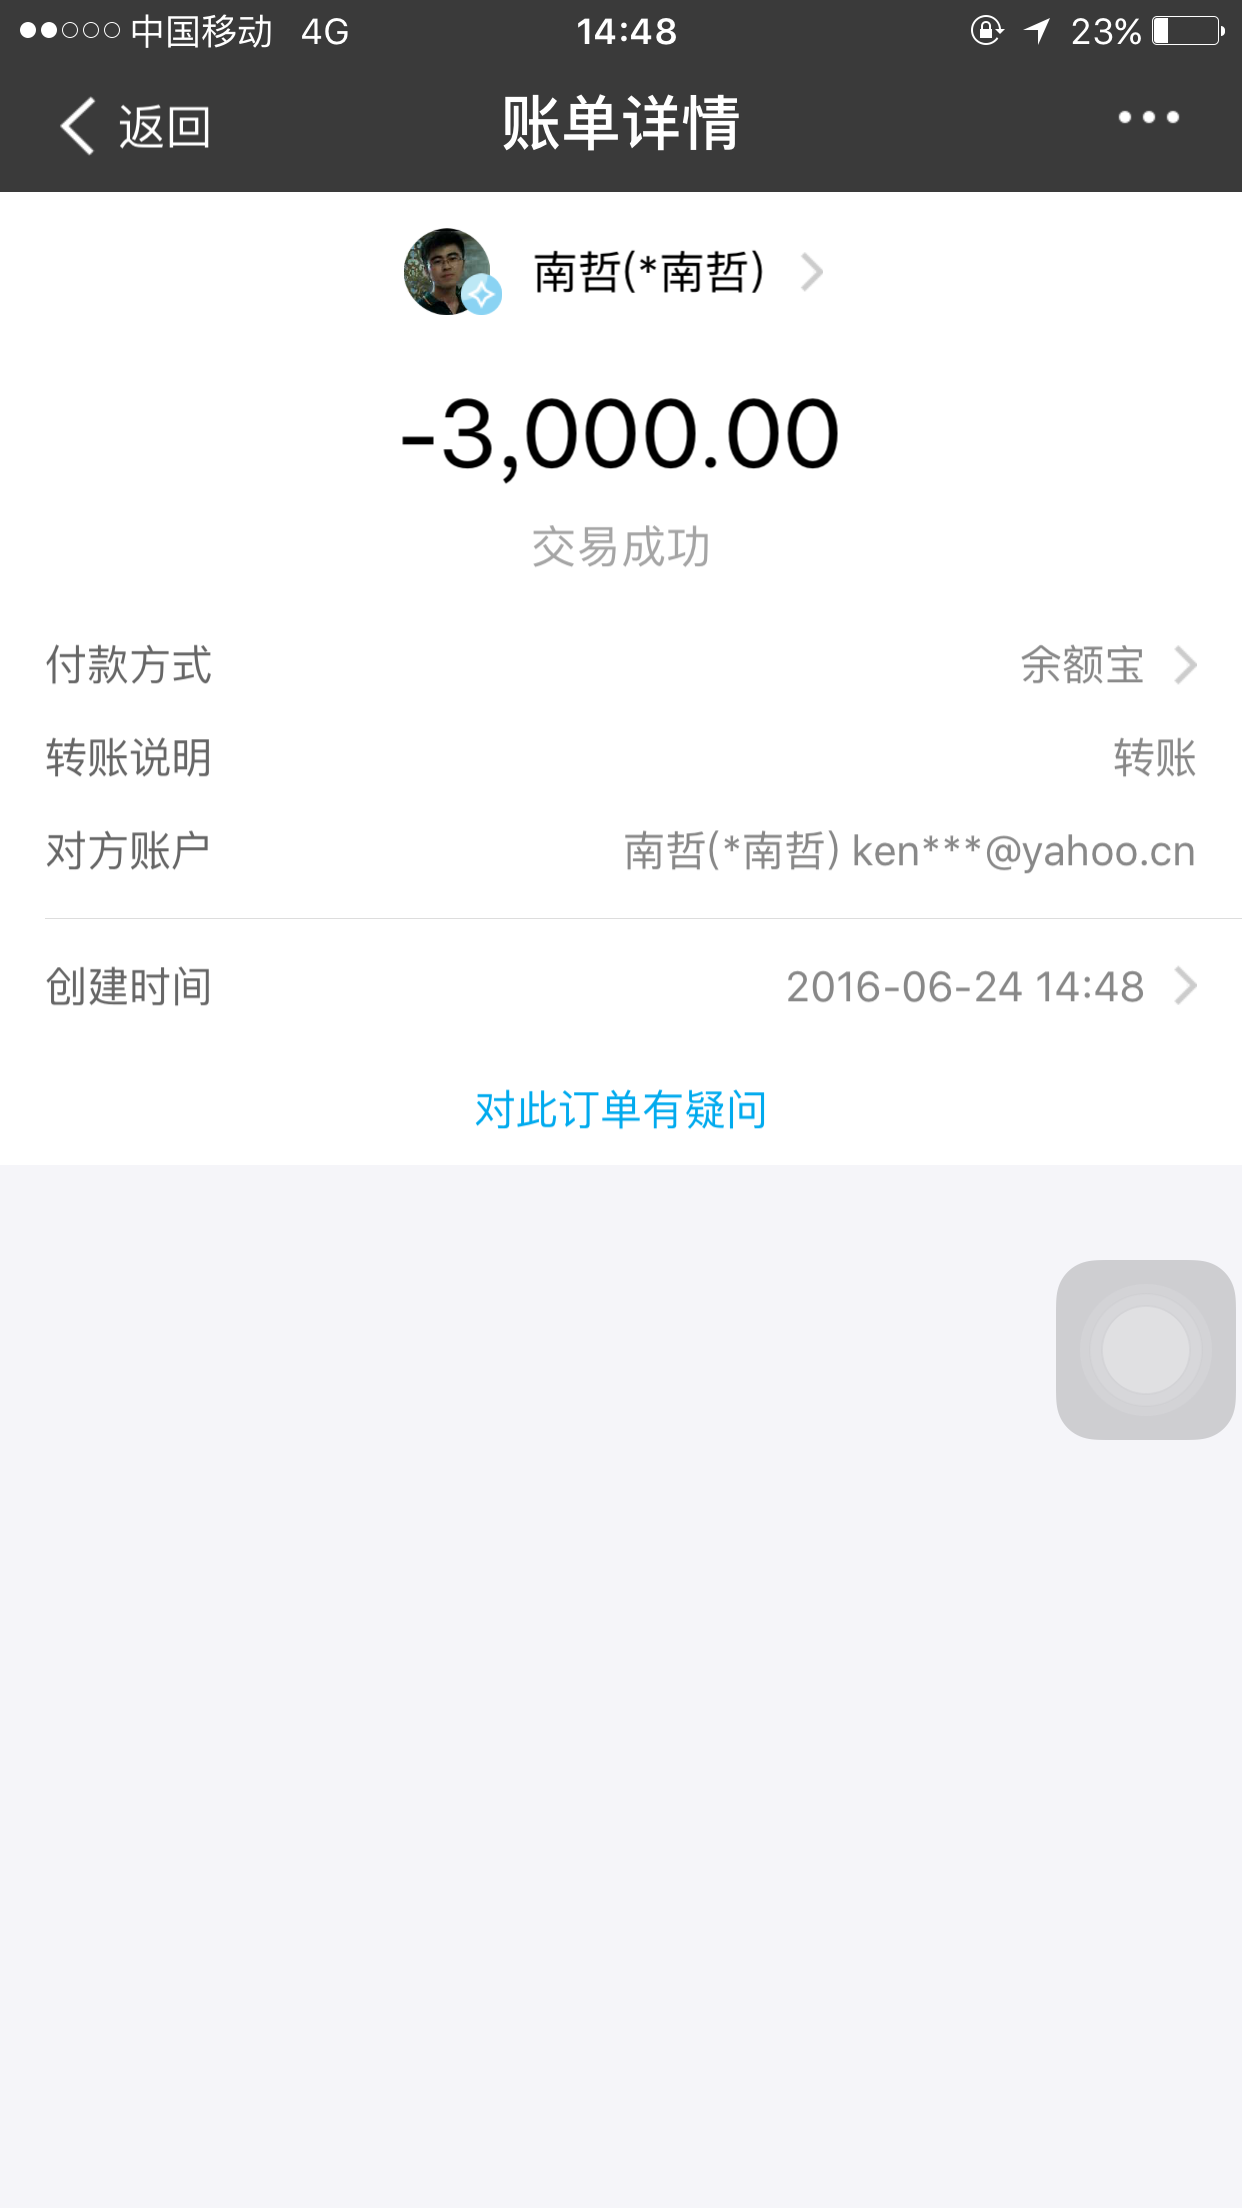 中国移动 4G 14:48 23%
返回 账单详情
南哲(*南哲)
-3,000.00
交易成功
付款方式 余额宝
转账说明 转账
对方账户 南哲(*南哲) ken***@yahoo.cn
创建时间 2016-06-24 14:48
对此订单有疑问